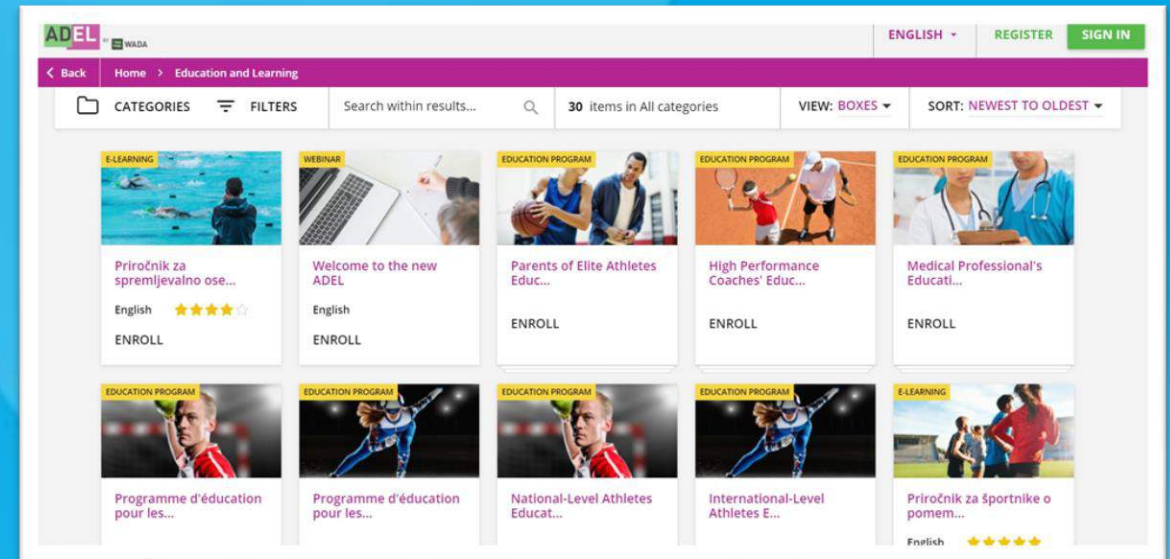 ADEL BY WADA
ENGLISH
REGISTER
SIGN IN
Back
Home > Education and Learning
CATEGORIES
FILTERS
Search within results...
30 items in All categories
VIEW: BOXES
SORT: NEWEST TO OLDEST
E-LEARNING
Priročnik za
spremljevalno ose...
English
ENROLL
WEBINAR
Welcome to the new
ADEL
English
ENROLL
EDUCATION PROGRAM
Parents of Elite Athletes
Educ...
ENROLL
EDUCATION PROGRAM
High Performance
Coaches' Educ...
ENROLL
EDUCATION PROGRAM
Medical Professional's
Educati...
ENROLL
EDUCATION PROGRAM
Programme d'éducation
pour les...
EDUCATION PROGRAM
Programme d'éducation
pour les...
EDUCATION PROGRAM
National-Level Athletes
Educat...
EDUCATION PROGRAM
International-Level
Athletes E...
E-LEARNING
Priročnik za športnike o
pomem...
English